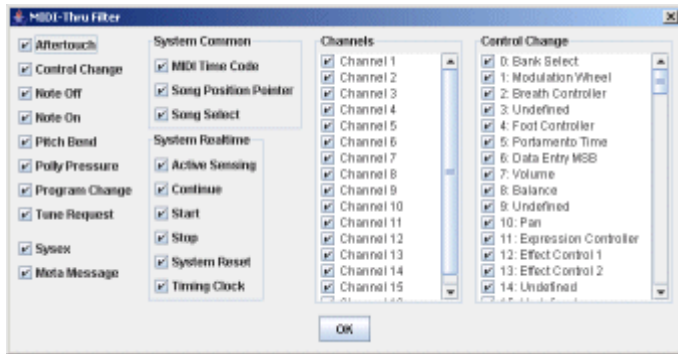 MIDI-Thru Filter
Aftertouch
Control Change
Note Off
Note On
Pitch Bend
Polly Pressure
Program Change
Tune Request
Sysex
Meta Message
System Common
MIDI Time Code
Song Position Pointer
Song Select
System Realtime
Active Sensing
Continue
Start
Stop
System Reset
Timing Clock
Channels
Channel 1
Channel 2
Channel 3
Channel 4
Channel 5
Channel 6
Channel 7
Channel 8
Channel 9
Channel 10
Channel 11
Channel 12
Channel 13
Channel 14
Channel 15
Control Change
0: Bank Select
1: Modulation Wheel
2: Breath Controller
3: Undefined
4: Foot Controller
5: Portamento Time
6: Data Entry MSB
7: Volume
8: Balance
9: Undefined
10: Pan
11: Expression Controller
12: Effect Control 1
13: Effect Control 2
14: Undefined
OK